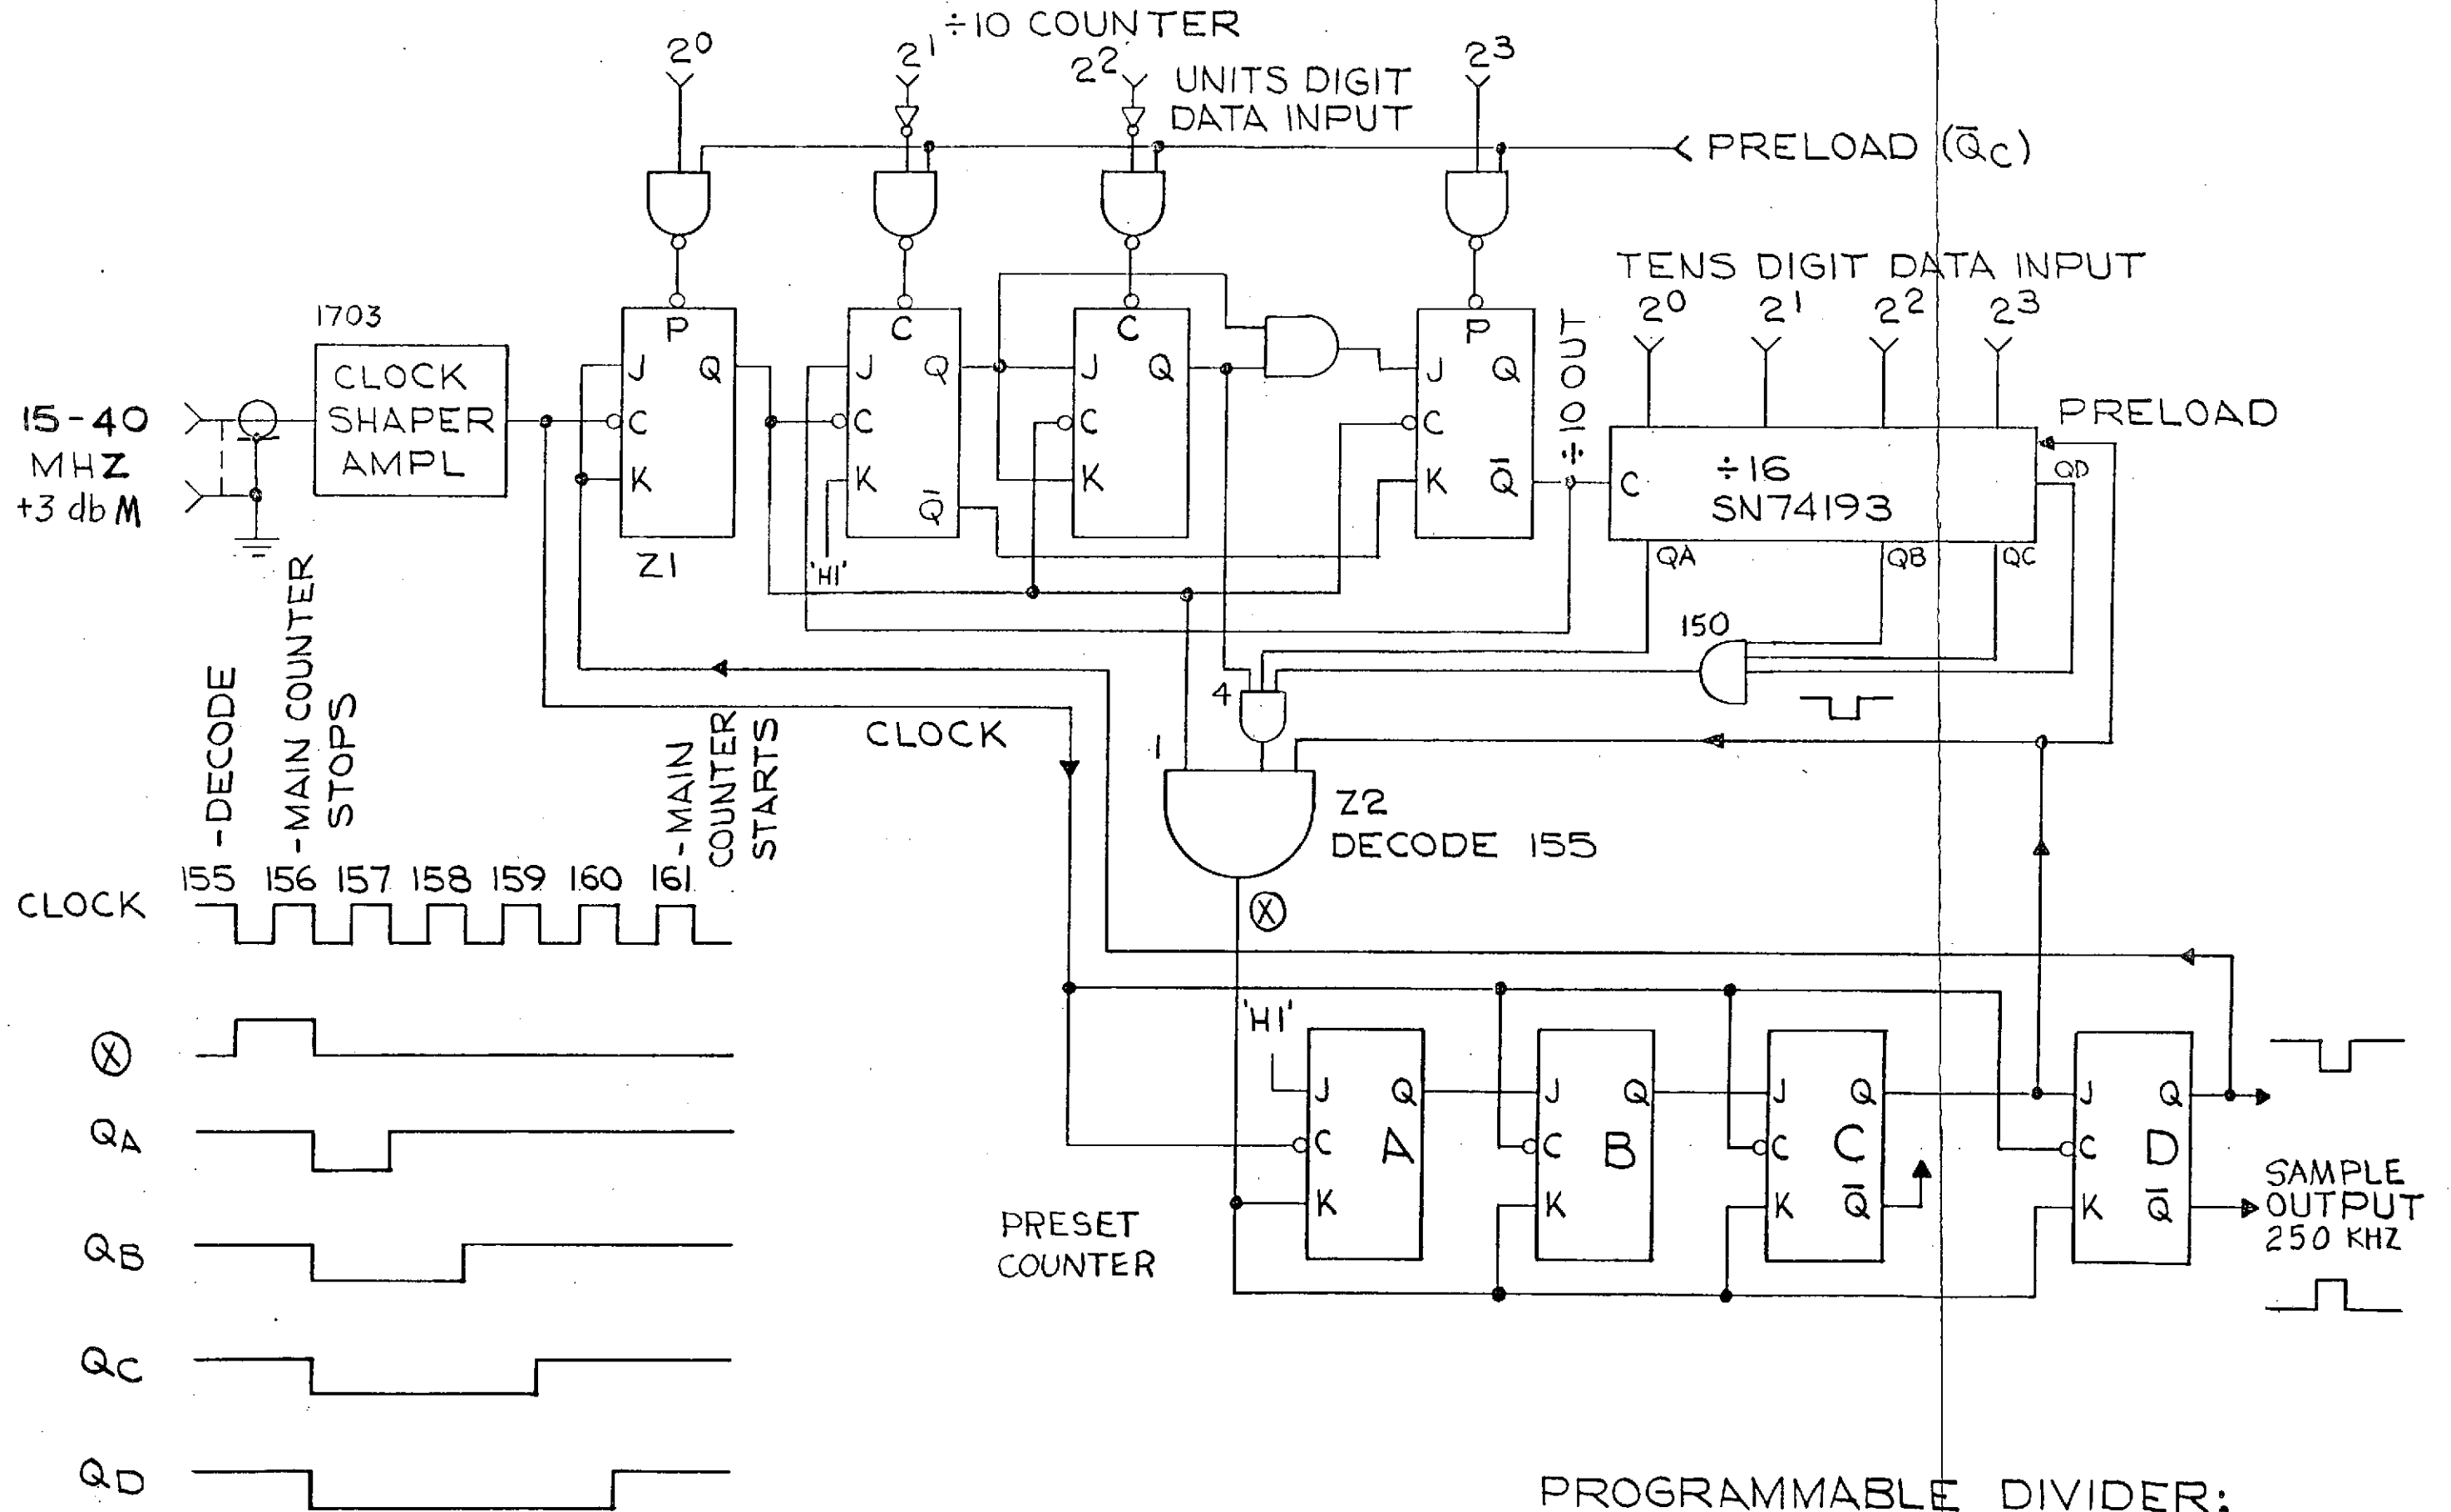 ÷10 COUNTER
2⁰
2¹
2²
2³
UNITS DIGIT
DATA INPUT
PRELOAD (Q̄C)
TENS DIGIT DATA INPUT
2⁰
2¹
2²
2³
1703
CLOCK
SHAPER
AMPL
15-40
MHZ
+3 dbM
P
J
Q
C
K
Z1
C
J
Q
C
K
Q̄
'HI'
C
J
Q
C
K
P
J
Q
C
K
Q̄
÷10 OUT
PRELOAD
C
÷16
SN74193
QD
QA
QB
QC
150
4
1
CLOCK
Z2
DECODE 155
Ⓧ
-DECODE
-MAIN COUNTER
STOPS
-MAIN
COUNTER
STARTS
155 156 157 158 159 160 161
CLOCK
Ⓧ
QA
QB
QC
QD
'HI'
J
Q
C
A
K
J
Q
C
B
K
J
Q
C
C
K
Q̄
J
Q
C
D
K
Q̄
PRESET
COUNTER
SAMPLE
OUTPUT
250 KHZ
PROGRAMMABLE DIVIDER: